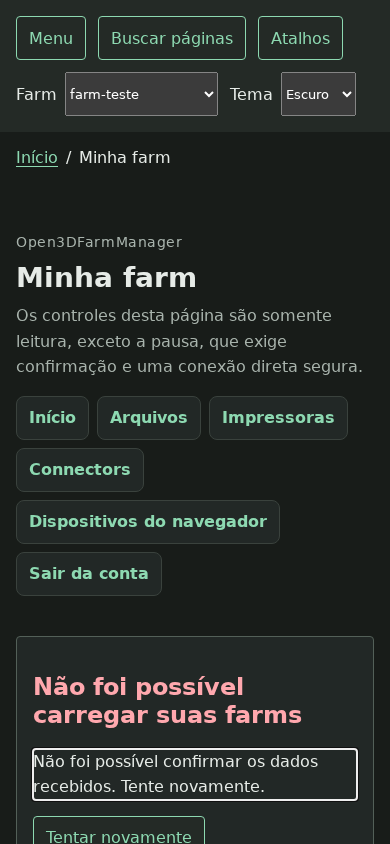 Menu
Buscar páginas
Atalhos
Farm
farm-teste
Tema
Escuro
Início / Minha farm
Open3DFarmManager
Minha farm
Os controles desta página são somente
leitura, exceto a pausa, que exige
confirmação e uma conexão direta segura.
Início
Arquivos
Impressoras
Connectors
Dispositivos do navegador
Sair da conta
Não foi possível
carregar suas farms
Não foi possível confirmar os dados
recebidos. Tente novamente.
Tentar novamente